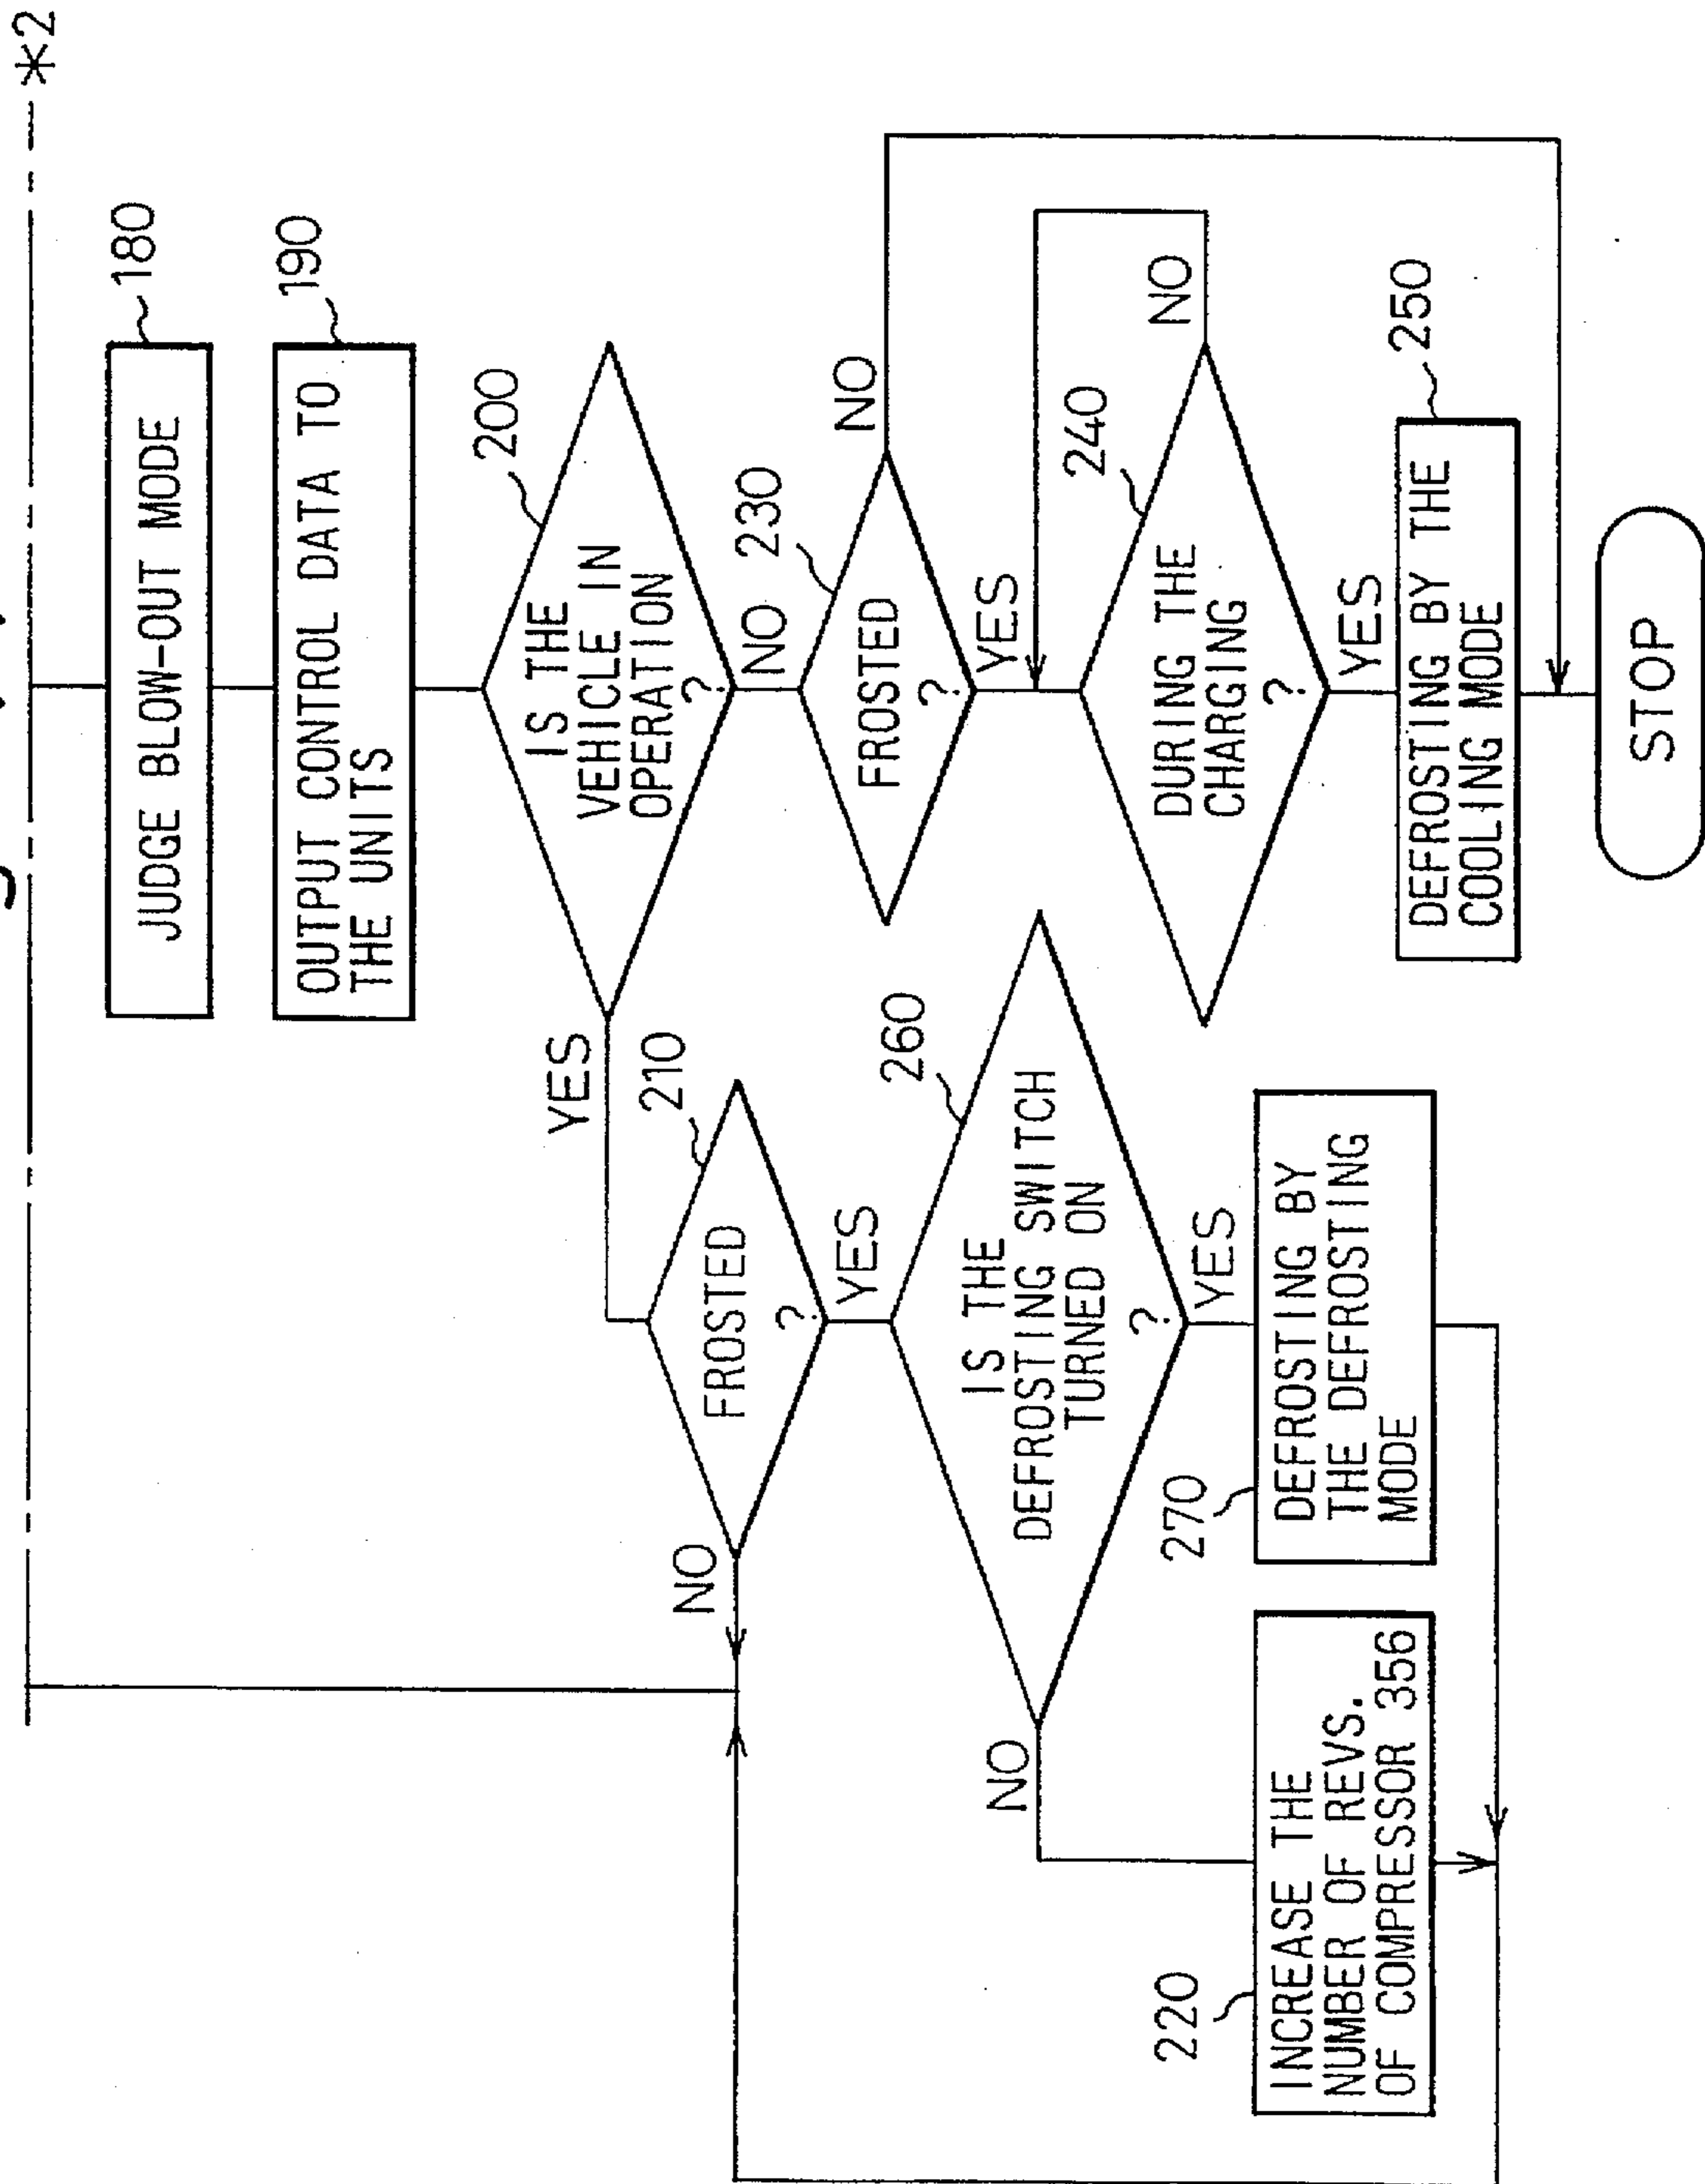 *2
JUDGE BLOW-OUT MODE
180
OUTPUT CONTROL DATA TO
THE UNITS
190
IS THE
VEHICLE IN
OPERATION
?
200
YES
NO
FROSTED
?
210
NO
YES
FROSTED
?
230
NO
YES
IS THE
DEFROSTING SWITCH
TURNED ON
?
260
NO
YES
DURING THE
CHARGING
?
240
NO
YES
INCREASE THE
NUMBER OF REVS.
OF COMPRESSOR 356
220
DEFROSTING BY
THE DEFROSTING
MODE
270
DEFROSTING BY THE
COOLING MODE
250
STOP